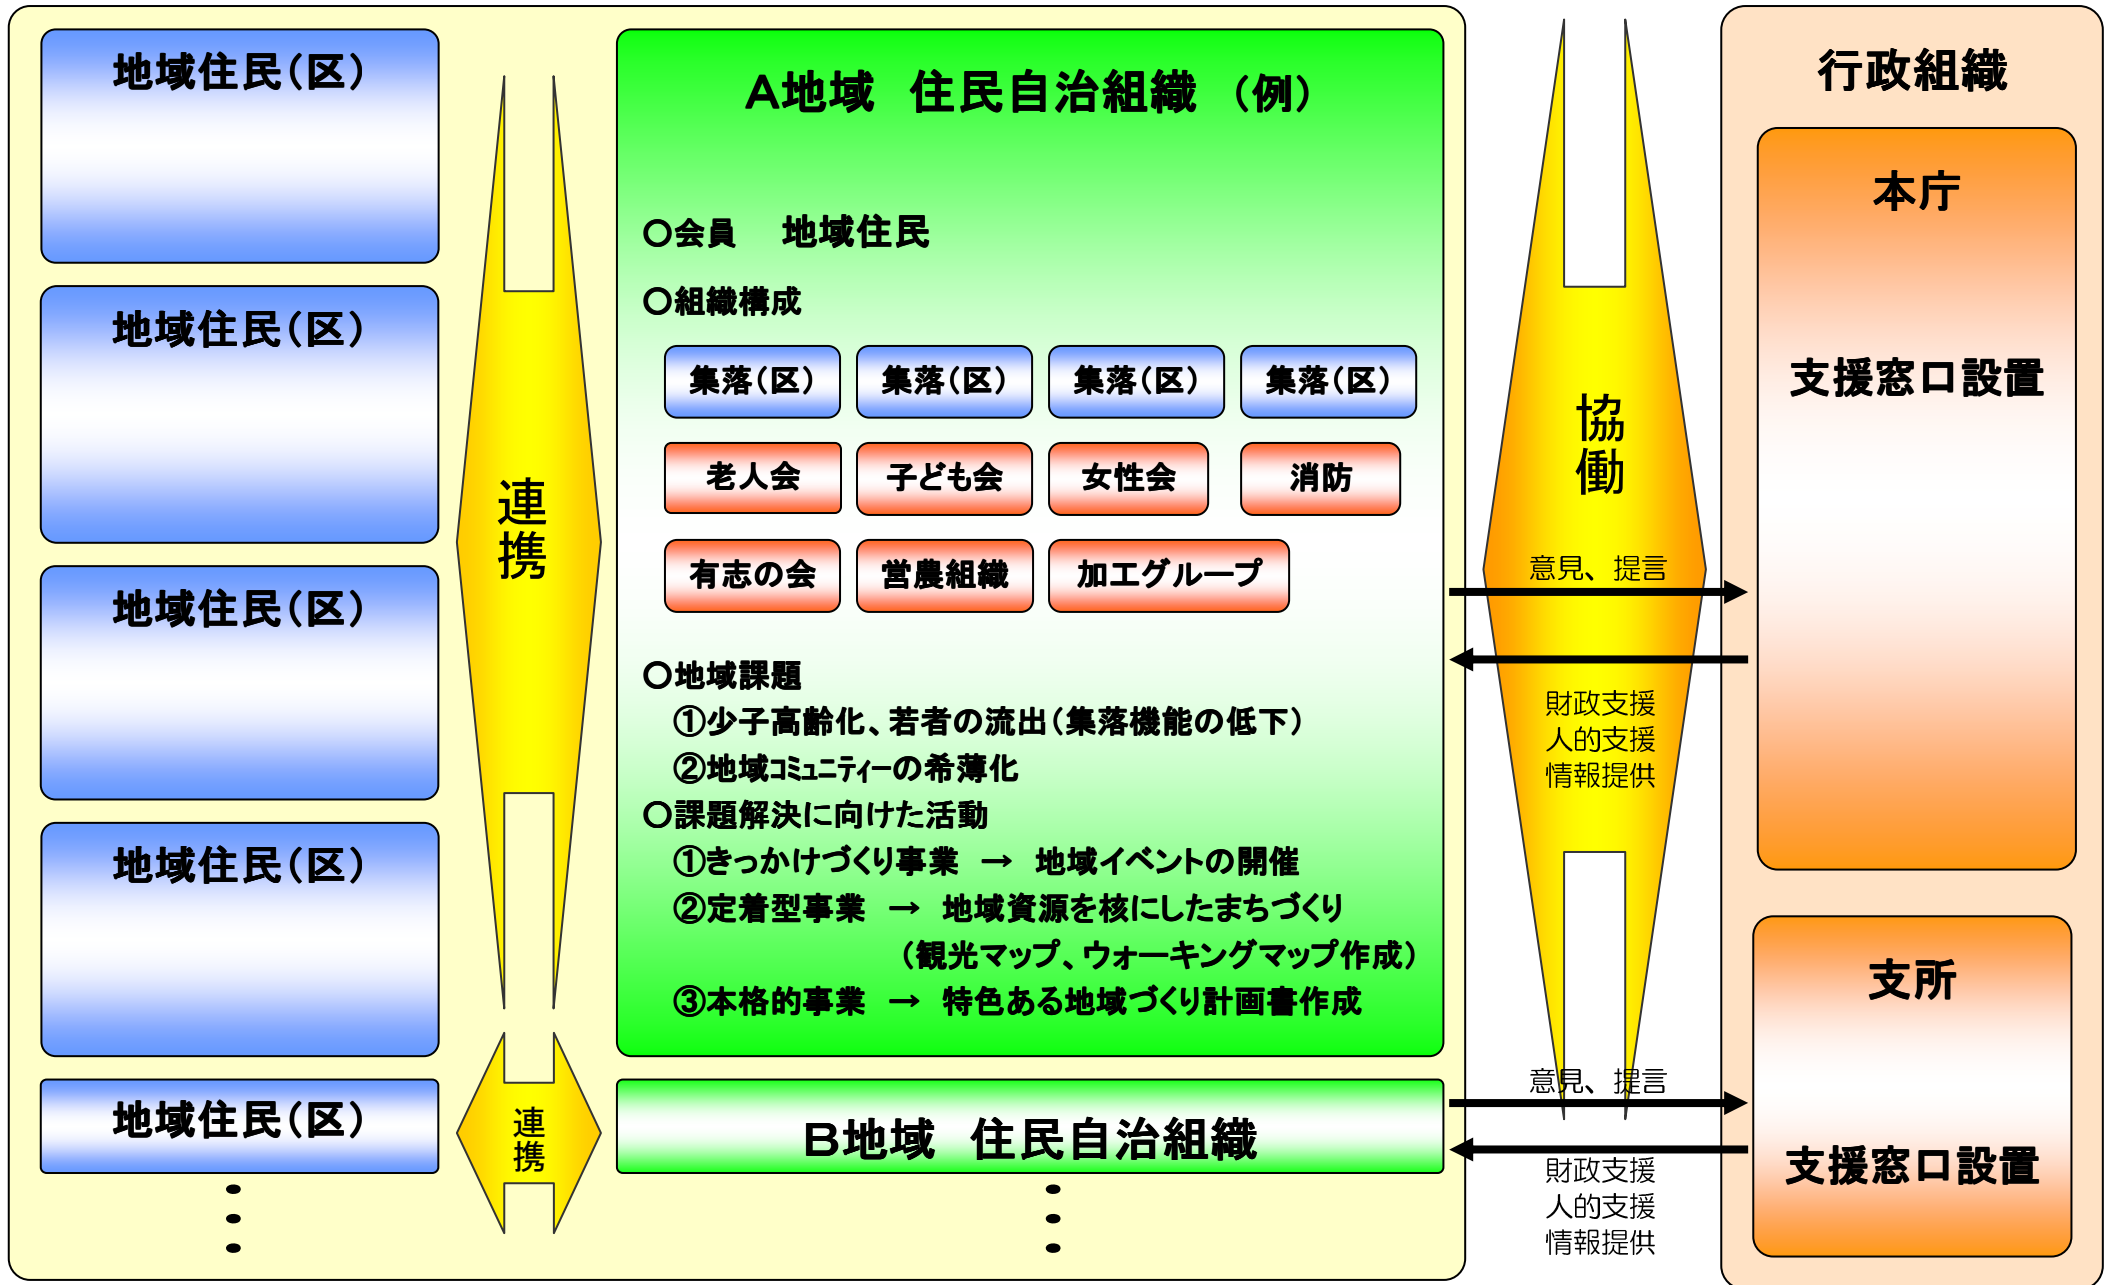 地域住民（区）
地域住民（区）
地域住民（区）
地域住民（区）
地域住民（区）
連携
連携
A地域　住民自治組織　（例）
○会員　地域住民
○組織構成
集落（区）　集落（区）　集落（区）　集落（区）
老人会　子ども会　女性会　消防
有志の会　営農組織　加工グループ
○地域課題
①少子高齢化、若者の流出（集落機能の低下）
②地域ｺﾐｭﾆﾃｨｰの希薄化
○課題解決に向けた活動
①きっかけづくり事業　→　地域イベントの開催
②定着型事業　→　地域資源を核にしたまちづくり
（観光マップ、ウォーキングマップ作成）
③本格的事業　→　特色ある地域づくり計画書作成
B地域　住民自治組織
協働
意見、提言
財政支援
人的支援
情報提供
意見、提言
財政支援
人的支援
情報提供
行政組織
本庁
支援窓口設置
支所
支援窓口設置